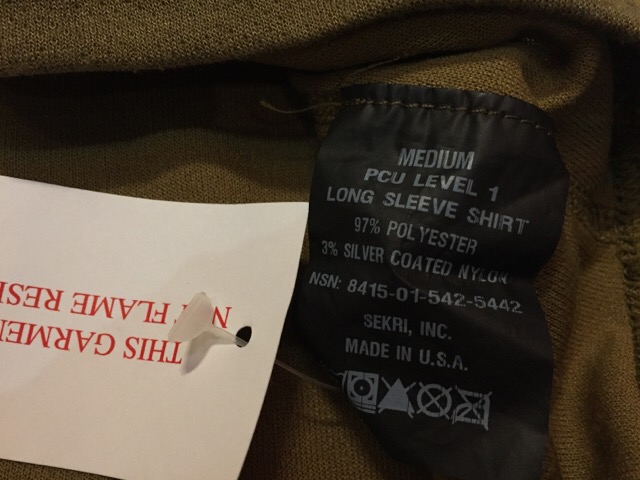 MEDIUM
PCU LEVEL 1
LONG SLEEVE SHIRT
97% POLYESTER
3% SILVER COATED NYLON
NSN: 8415-01-542-5442
SEKRI, INC.
MADE IN U.S.A.
THIS GARMEN
FLAME RESI